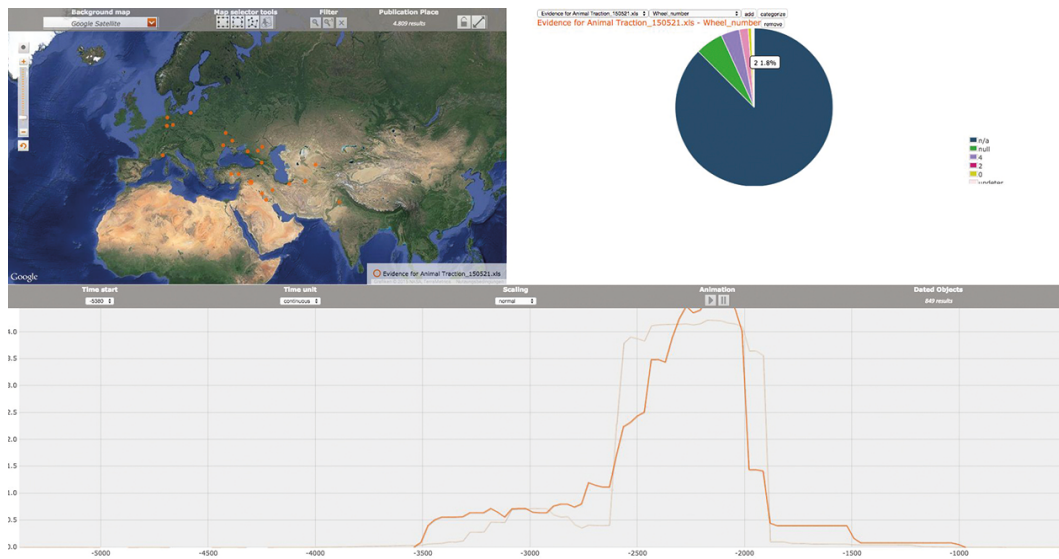 Background map
Google Satellite
Map selector tools
Filter
Publication Place
4.809 results
Google
Evidence for Animal Traction_150521.xls
Evidence for Animal Traction_150521.xls
Wheel_number
add
categorize
Evidence for Animal Traction_150521.xls - Wheel_number
remove
2 1.8%
n/a
null
4
2
0
undeter
Time start
-5380
Time unit
continuous
Scaling
normal
Animation
Dated Objects
849 results
4.0
3.5
3.0
2.5
2.0
1.5
1.0
0.5
0.0
-5000
-4500
-4000
-3500
-3000
-2500
-2000
-1500
-1000